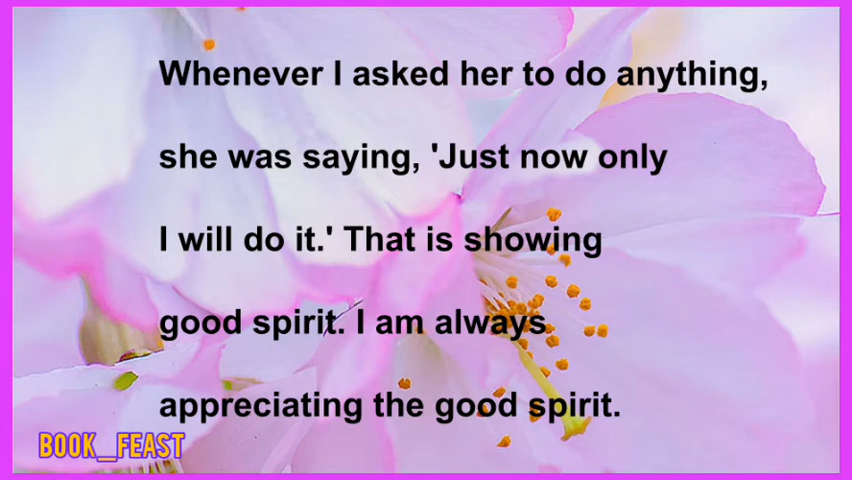 Whenever I asked her to do anything,
she was saying, 'Just now only
I will do it.' That is showing
good spirit. I am always
appreciating the good spirit.
BOOK_FEAST